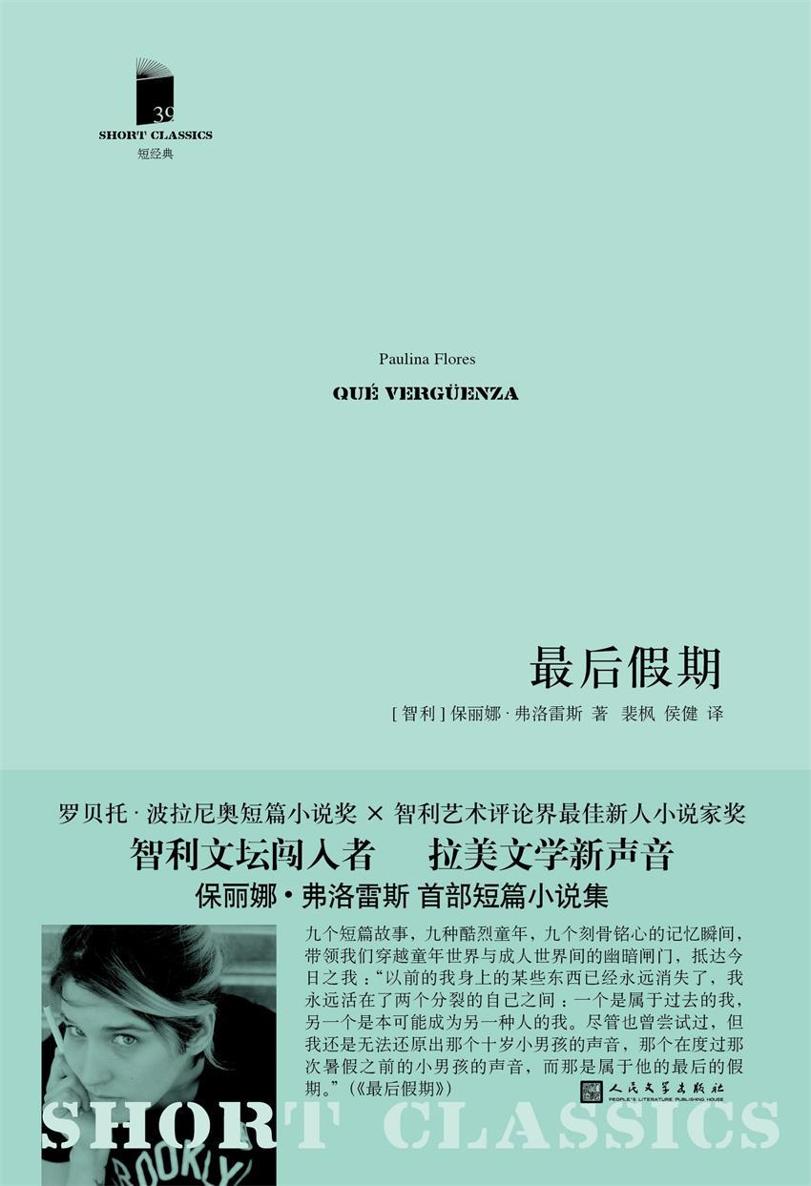 39
SHORT CLASSICS
短经典
Paulina Flores
QUÉ VERGÜENZA
最后假期
[智利]保丽娜·弗洛雷斯 著 裴枫 侯健 译
罗贝托·波拉尼奥短篇小说奖 × 智利艺术评论界最佳新人小说家奖
智利文坛闯入者 拉美文学新声音
保丽娜·弗洛雷斯 首部短篇小说集
九个短篇故事，九种酷烈童年，九个刻骨铭心的记忆瞬间，
带领我们穿越童年世界与成人世界间的幽暗闸门，抵达今
日之我：“以前的我身上的某些东西已经永远消失了，我
永远活在了两个分裂的自己之间：一个是属于过去的我，
另一个是本可能成为另一种人的我。尽管也曾尝试过，但
我还是无法还原出那个十岁小男孩的声音，那个在度过那
次暑假之前的小男孩的声音，而那是属于他的最后的假
期。”（《最后假期》）
人民文学出版社
PEOPLE'S LITERATURE PUBLISHING HOUSE
SHORT CLASSICS
BROOKLY